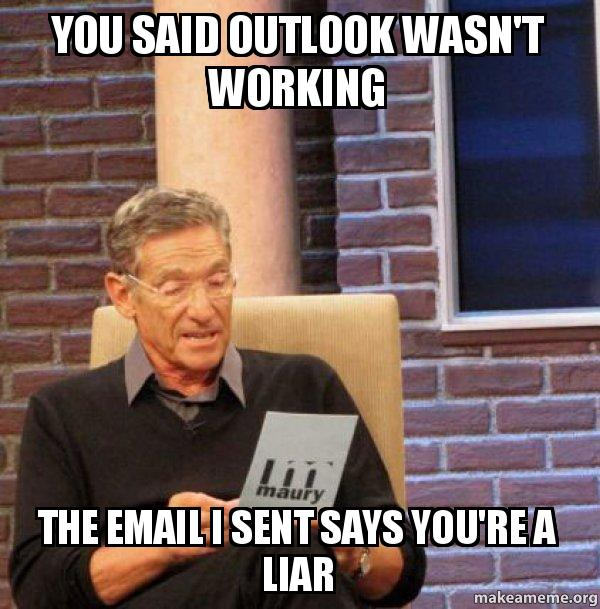 YOU SAID OUTLOOK WASN'T
WORKING
maury
THE EMAIL I SENT SAYS YOU'RE A
LIAR
makeameme.org